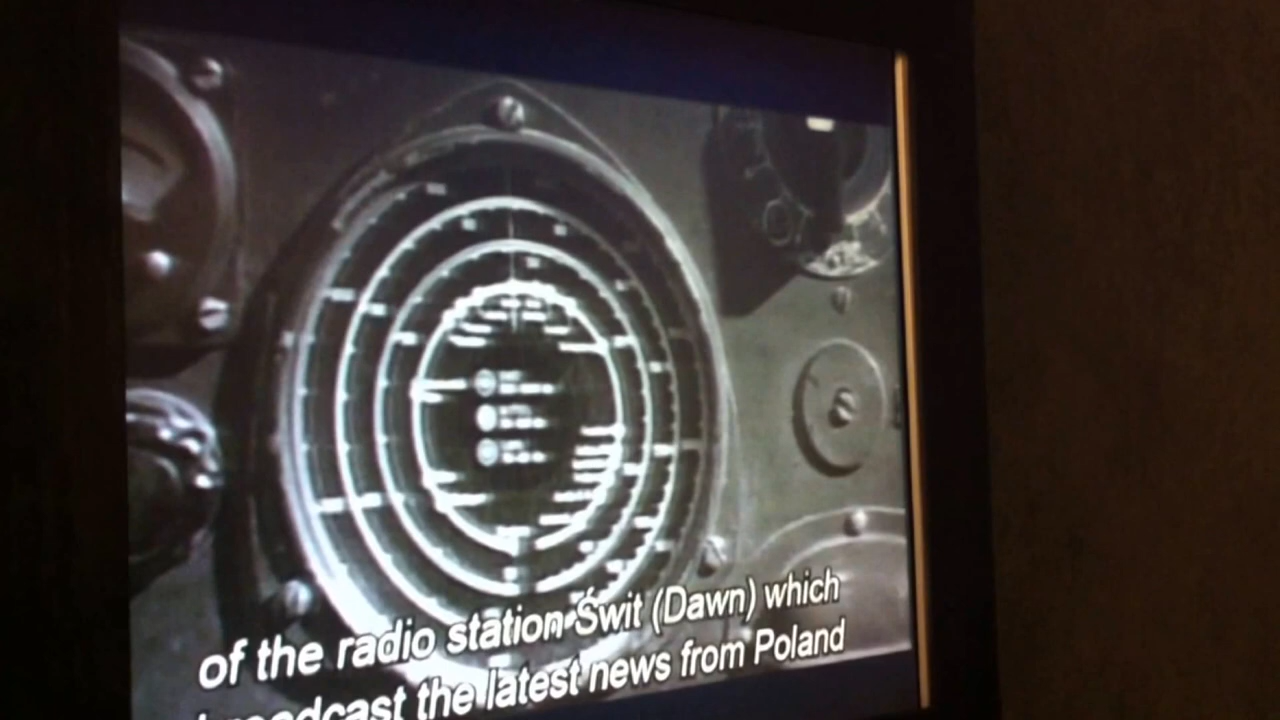 of the radio station Świt (Dawn) which
broadcast the latest news from Poland